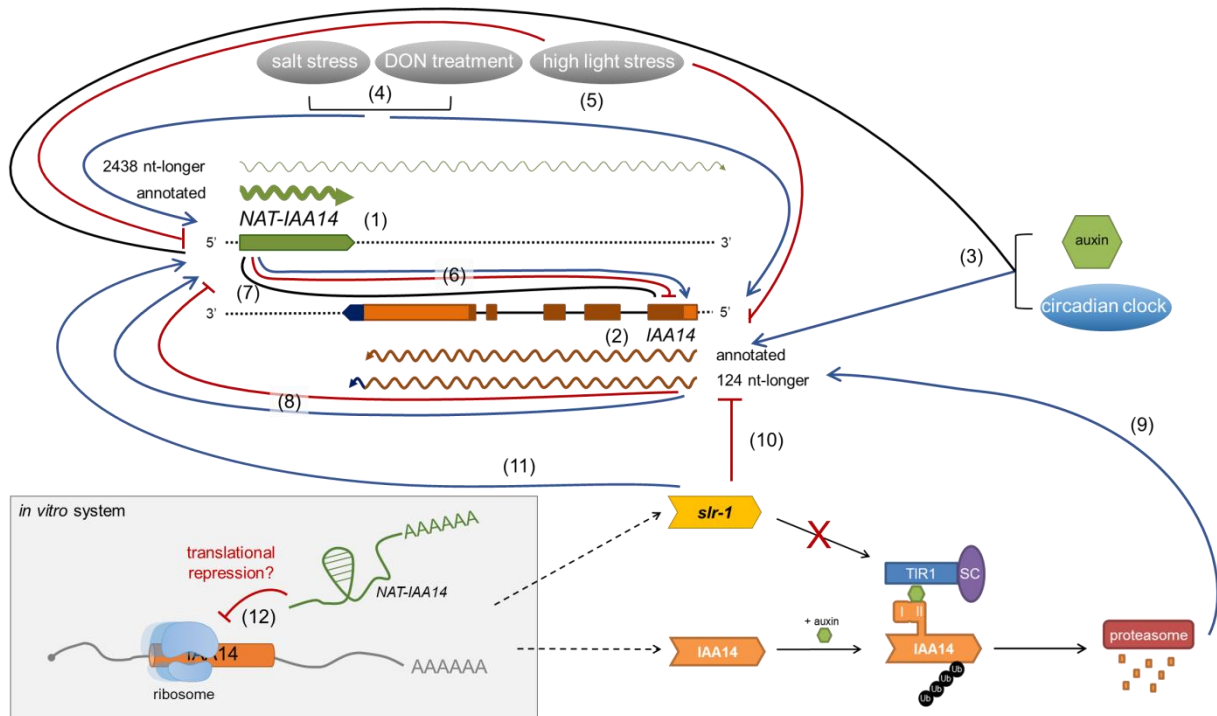 salt stress
DON treatment
high light stress
(4)
(5)
2438 nt-longer
annotated
NAT-IAA14
(1)
5’
3’
(3)
auxin
circadian clock
(6)
(7)
3’
5’
(2)
IAA14
annotated
124 nt-longer
(8)
(9)
(10)
(11)
in vitro system
AAAAAA
translational
repression?
NAT-IAA14
(12)
IAA14
AAAAAA
ribosome
slr-1
X
TIR1
SC
I II
IAA14
+ auxin
IAA14
Ub
Ub
Ub
Ub
proteasome